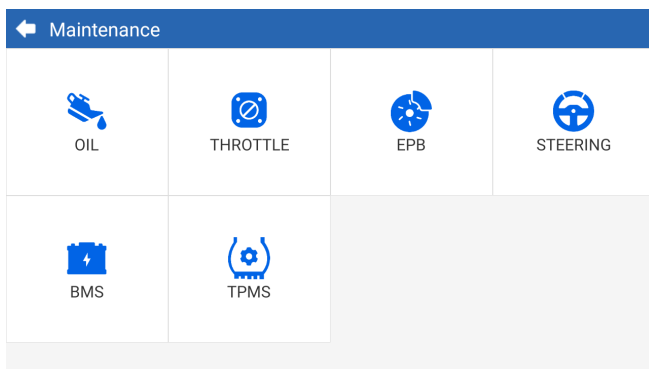 Maintenance
OIL
THROTTLE
EPB
STEERING
BMS
TPMS